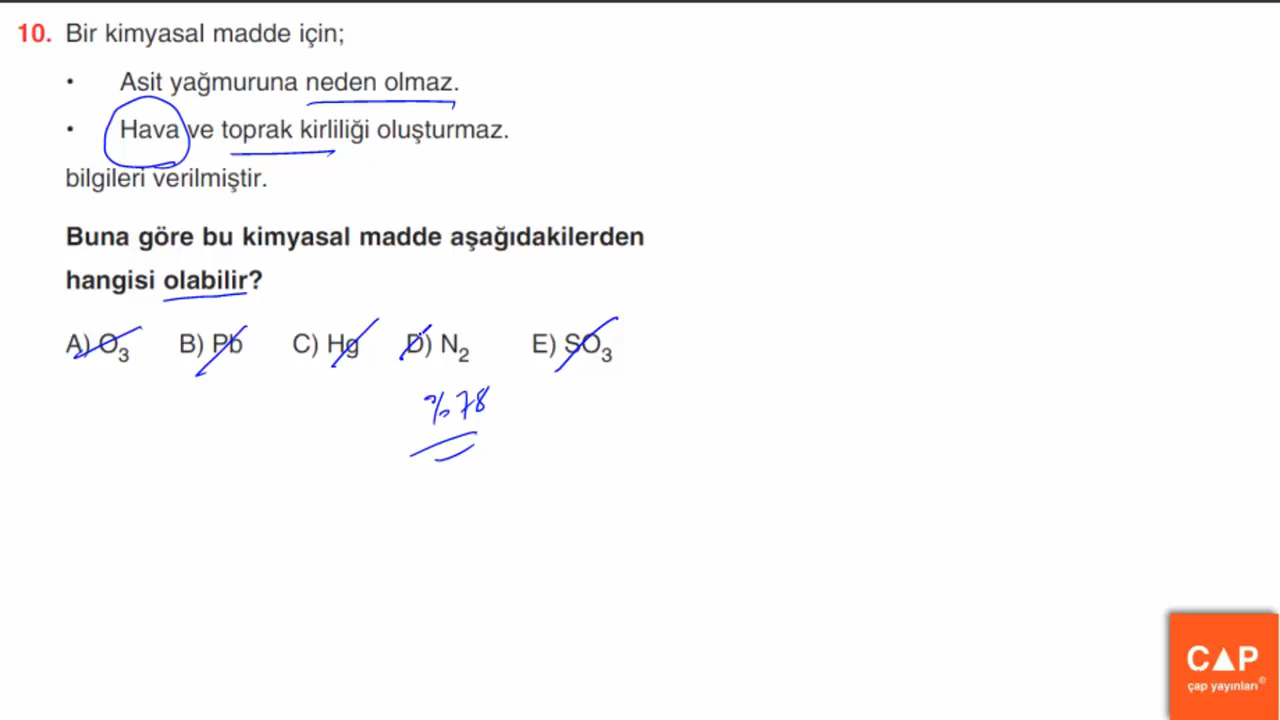 10. Bir kimyasal madde için;
• Asit yağmuruna neden olmaz.
• Hava ve toprak kirliliği oluşturmaz.
bilgileri verilmiştir.
Buna göre bu kimyasal madde aşağıdakilerden
hangisi olabilir?
A) O₃ B) Pb C) Hg D) N₂ E) SO₃
%78
ÇAP
çap yayınları©